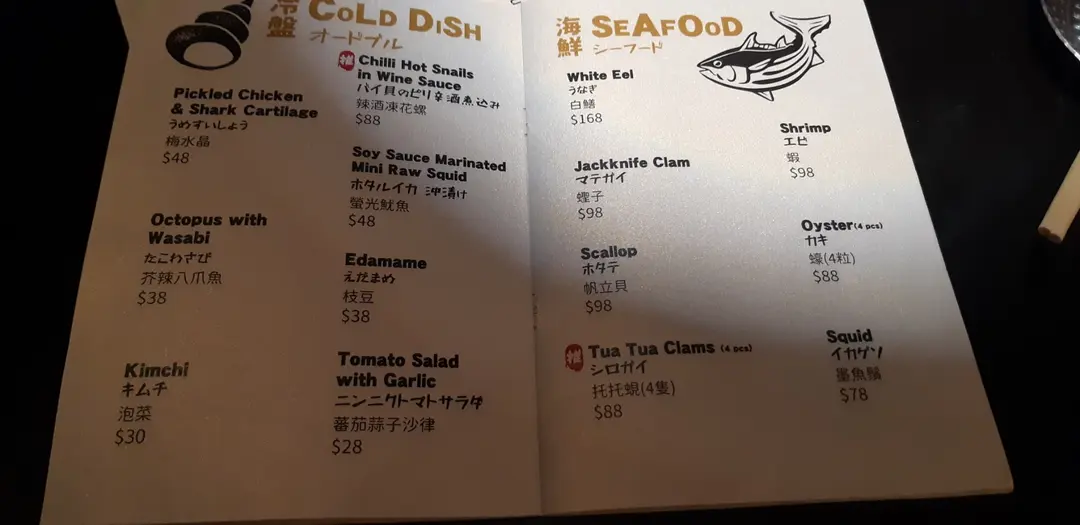 冷盤
COLD DISH
オードブル
Pickled Chicken
& Shark Cartilage
うめすいしょう
梅水晶
$48
Octopus with
Wasabi
たこわさび
芥辣八爪魚
$38
Kimchi
キムチ
泡菜
$30
推
Chilli Hot Snails
in Wine Sauce
バイ貝のピリ辛酒煮込み
辣酒凍花螺
$88
Soy Sauce Marinated
Mini Raw Squid
ホタルイカ 沖漬け
螢光魷魚
$48
Edamame
えだまめ
枝豆
$38
Tomato Salad
with Garlic
ニンニクトマトサラダ
蕃茄蒜子沙律
$28
海鮮
SEAFOOD
シーフード
White Eel
うなぎ
白鱔
$168
Jackknife Clam
マテガイ
蟶子
$98
Scallop
ホタテ
帆立貝
$98
推
Tua Tua Clams (4 pcs)
シロガイ
托托蜆(4隻)
$88
Shrimp
エビ
蝦
$98
Oyster (4 pcs)
カキ
蠔(4粒)
$88
Squid
イカゲソ
墨魚鬚
$78